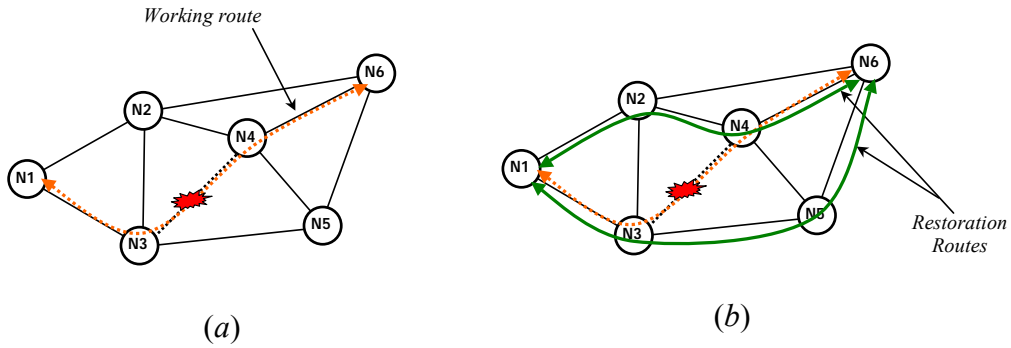 Working route
N6
N2
N4
N1
N5
N3
(a)
N6
N2
N4
N1
N5
N3
Restoration
Routes
(b)